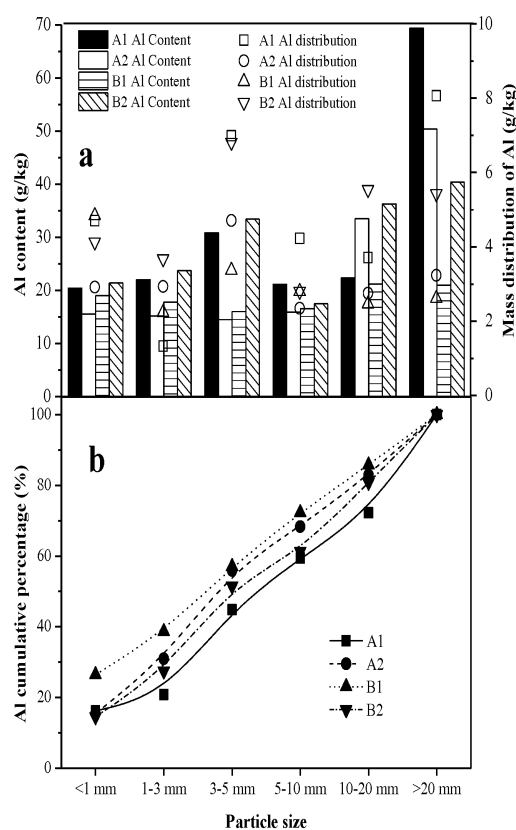 a
A1 Al Content
A2 Al Content
B1 Al Content
B2 Al Content
A1 Al distribution
A2 Al distribution
B1 Al distribution
B2 Al distribution
Al content (g/kg)
70
60
50
40
30
20
10
0
Mass distribution of Al (g/kg)
10
8
6
4
2
0
b
Al cumulative percentage (%)
100
80
60
40
20
0
A1
A2
B1
B2
<1 mm 1-3 mm 3-5 mm 5-10 mm 10-20 mm >20 mm
Particle size